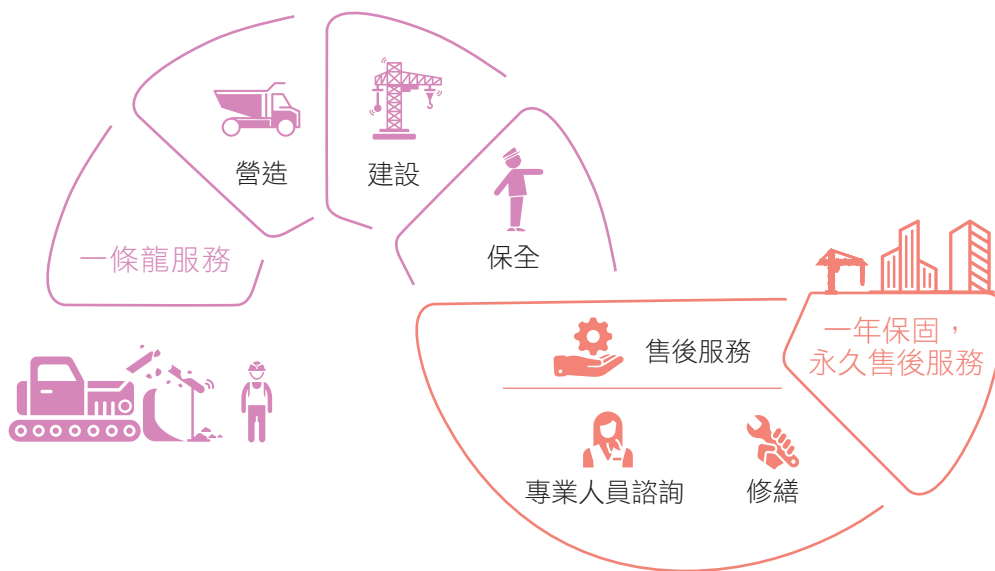 一條龍服務
營造
建設
保全
售後服務
專業人員諮詢
修繕
一年保固，
永久售後服務